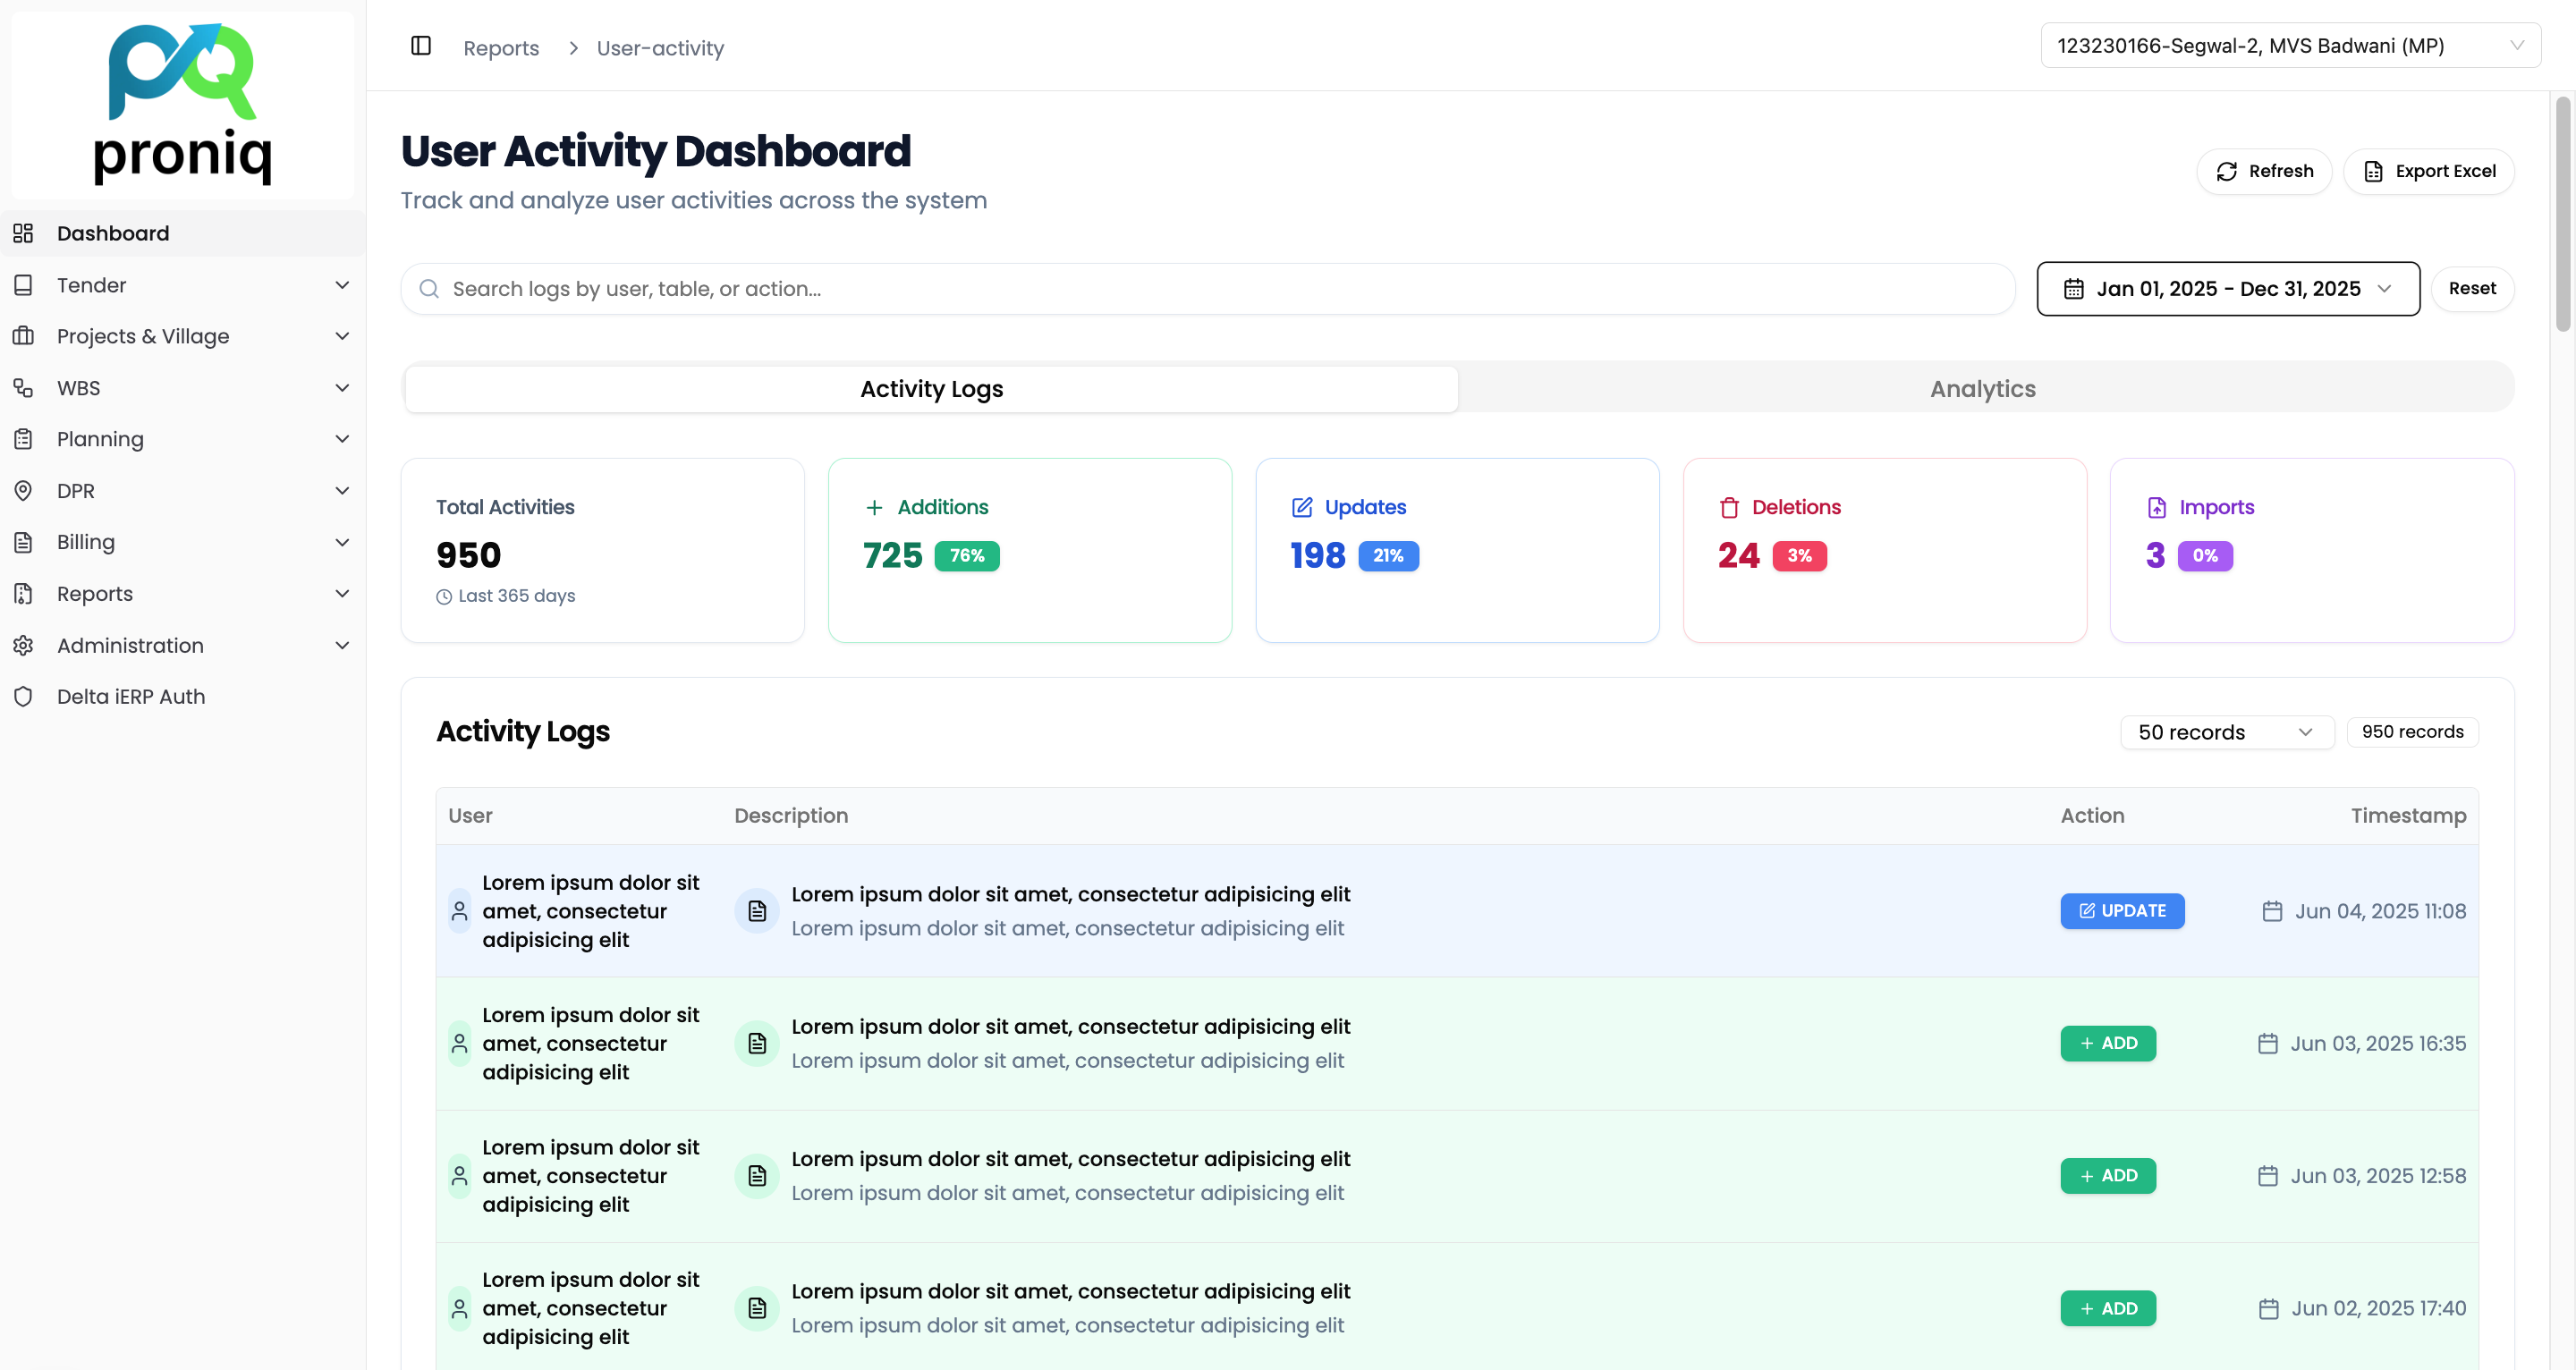 proniq
Dashboard
Tender
Projects & Village
WBS
Planning
DPR
Billing
Reports
Administration
Delta iERP Auth
Reports > User-activity
123230166-Segwal-2, MVS Badwani (MP)
User Activity Dashboard
Track and analyze user activities across the system
Refresh
Export Excel
Search logs by user, table, or action...
Jan 01, 2025 - Dec 31, 2025
Reset
Activity Logs
Analytics
Total Activities
950
Last 365 days
Additions
725 76%
Updates
198 21%
Deletions
24 3%
Imports
3 0%
Activity Logs
50 records
950 records
User Description Action Timestamp
Lorem ipsum dolor sit
amet, consectetur
adipisicing elit
Lorem ipsum dolor sit amet, consectetur adipisicing elit
Lorem ipsum dolor sit amet, consectetur adipisicing elit
UPDATE
Jun 04, 2025 11:08
Lorem ipsum dolor sit
amet, consectetur
adipisicing elit
Lorem ipsum dolor sit amet, consectetur adipisicing elit
Lorem ipsum dolor sit amet, consectetur adipisicing elit
+ ADD
Jun 03, 2025 16:35
Lorem ipsum dolor sit
amet, consectetur
adipisicing elit
Lorem ipsum dolor sit amet, consectetur adipisicing elit
Lorem ipsum dolor sit amet, consectetur adipisicing elit
+ ADD
Jun 03, 2025 12:58
Lorem ipsum dolor sit
amet, consectetur
adipisicing elit
Lorem ipsum dolor sit amet, consectetur adipisicing elit
Lorem ipsum dolor sit amet, consectetur adipisicing elit
+ ADD
Jun 02, 2025 17:40